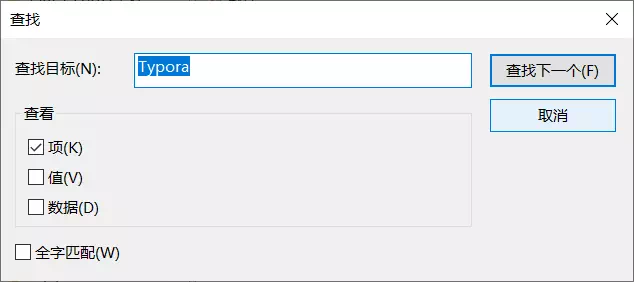 查找
查找目标(N):
Typora
查找下一个(F)
取消
查看
项(K)
值(V)
数据(D)
全字匹配(W)